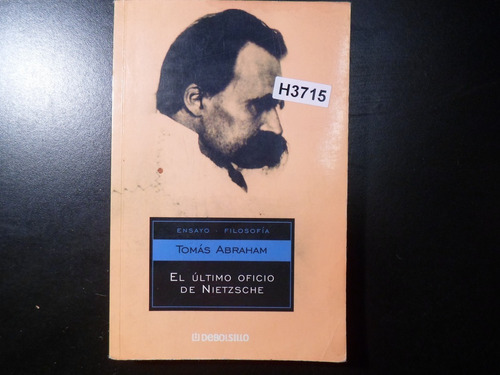 H3715
ENSAYO · FILOSOFÍA
TOMÁS ABRAHAM
EL ÚLTIMO OFICIO
DE NIETZSCHE
DEBOLSILLO